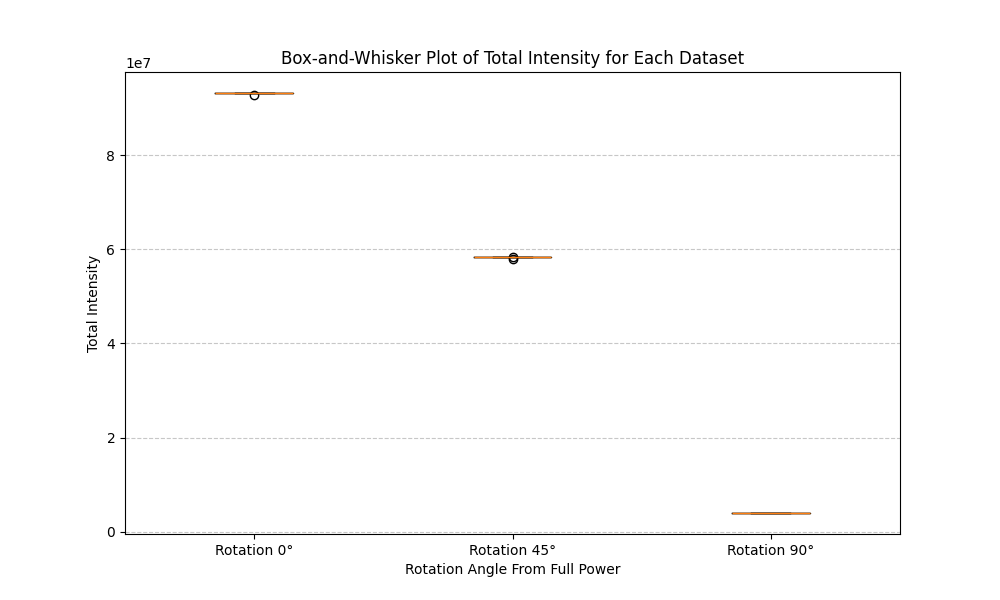 Box-and-Whisker Plot of Total Intensity for Each Dataset
1e7
8
6
4
2
0
Total Intensity
Rotation 0°
Rotation 45°
Rotation 90°
Rotation Angle From Full Power